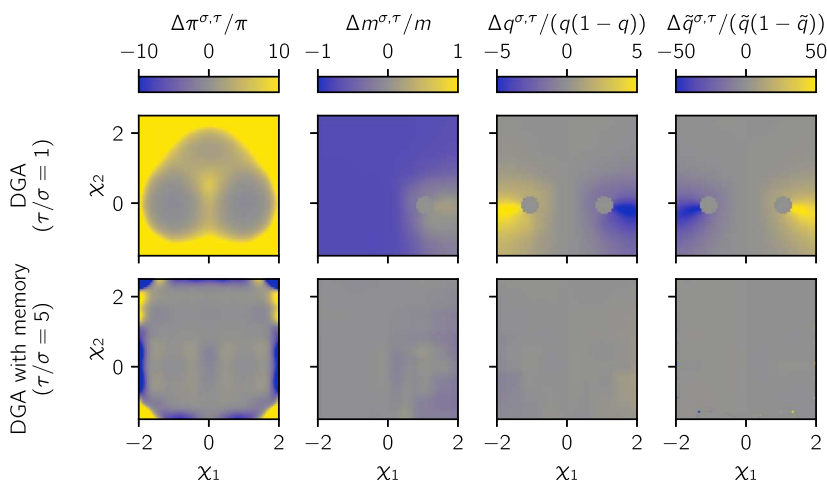 Δπ^{σ,τ}/π Δm^{σ,τ}/m Δq^{σ,τ}/(q(1 − q)) Δq̃^{σ,τ}/(q̃(1 − q̃))
−10 0 10 −1 0 1 −5 0 5 −50 0 50
DGA
(τ/σ = 1)
χ₂
2
0
DGA with memory
(τ/σ = 5)
χ₂
2
0
−2 0 2 −2 0 2 −2 0 2 −2 0 2
χ₁ χ₁ χ₁ χ₁